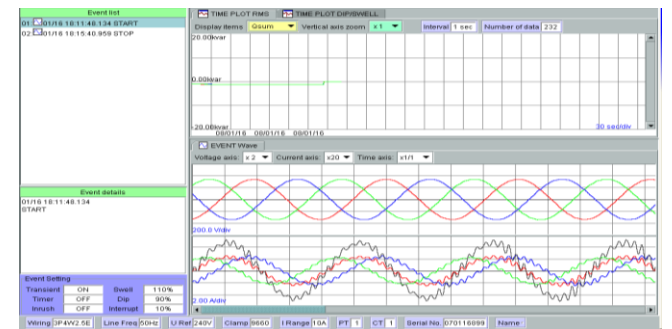 Event list
01: 01/16 18:11:48.134 START
02: 01/16 18:15:40.959 STOP
TIME PLOT RMS TIME PLOT DIP/SWELL
Display items Qsum Vertical axis zoom x 1 Interval 1 sec Number of data 232
20.00kvar
0.00kvar
-20.00kvar
08/01/16 08/01/16 08/01/16
30 sec/div
EVENT Wave
Voltage axis: x 2 Current axis: x20 Time axis: x1/1
200.0 V/div
2.00 A/div
Event details
01/16 18:11:48.134
START
Event Setting
Transient ON Swell 110%
Timer OFF Dip 90%
Inrush OFF Interrupt 10%
Wiring 3P4W2.5E Line Freq 50Hz U Ref 240V Clamp 9660 I Range 10A PT 1 CT 1 Serial No. 070116099 Name